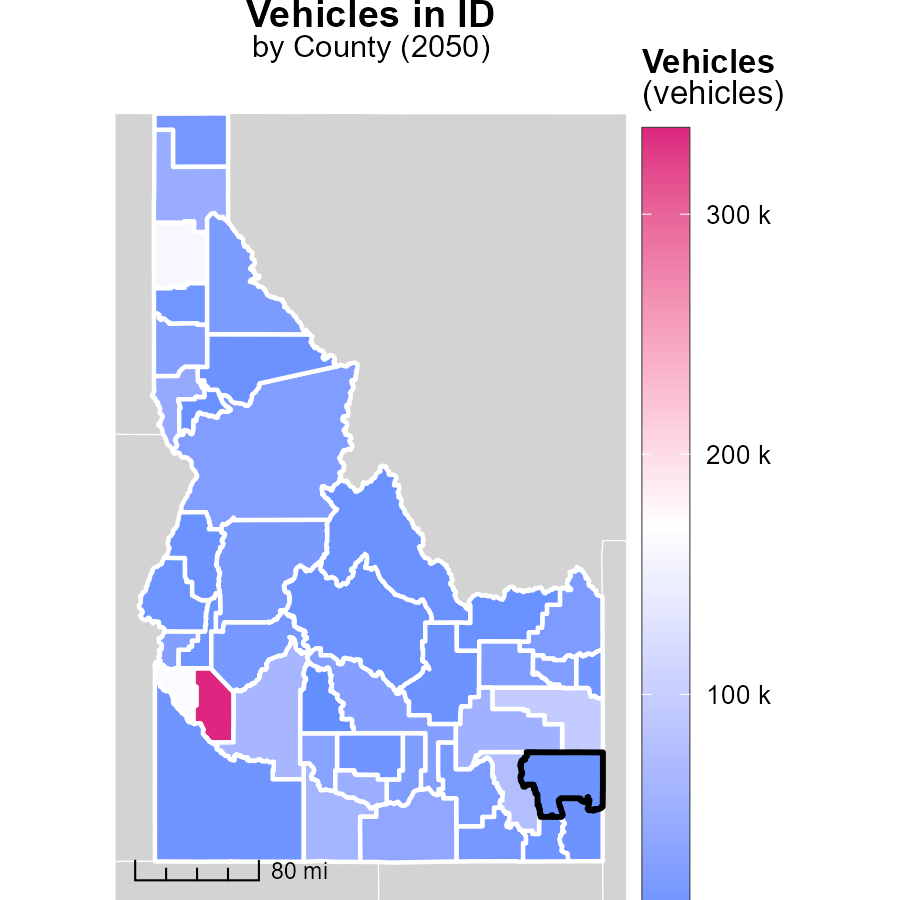 Vehicles in ID
by County (2050)
Vehicles
(vehicles)
300 k
200 k
100 k
80 mi